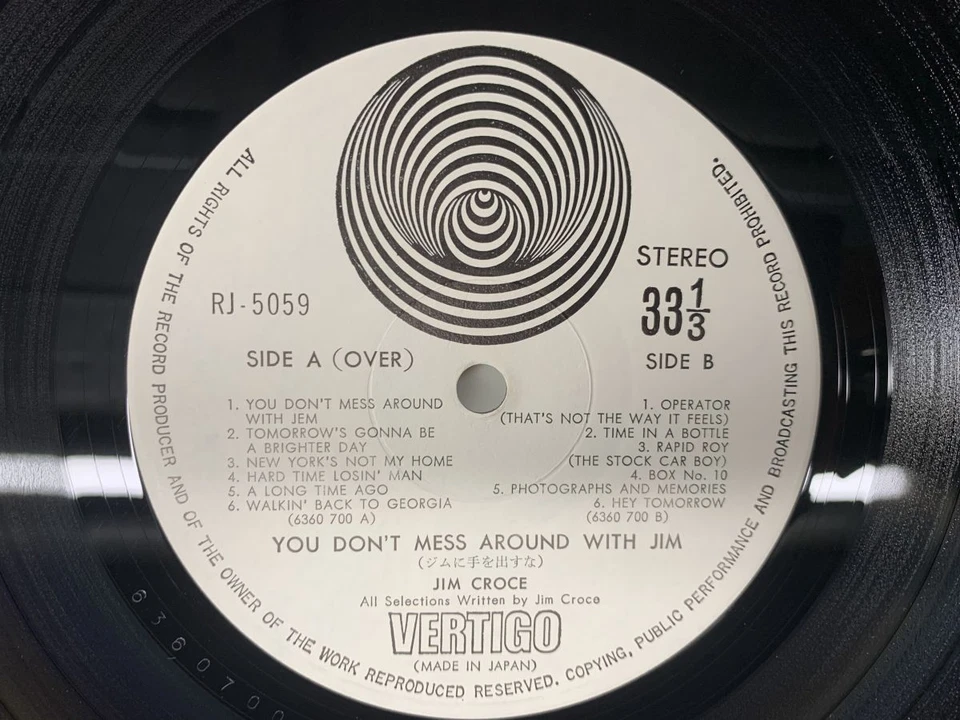 ALL RIGHTS OF THE RECORD PRODUCER AND OF THE OWNER OF THE WORK REPRODUCED RESERVED. COPYING, PUBLIC PERFORMANCE AND BROADCASTING THIS RECORD PROHIBITED.
STEREO
33 1/3
RJ-5059
SIDE A (OVER)
1. YOU DON'T MESS AROUND
WITH JEM
2. TOMORROW'S GONNA BE
A BRIGHTER DAY
3. NEW YORK'S NOT MY HOME
4. HARD TIME LOSIN' MAN
5. A LONG TIME AGO
6. WALKIN' BACK TO GEORGIA
(6360 700 A)
SIDE B
1. OPERATOR
(THAT'S NOT THE WAY IT FEELS)
2. TIME IN A BOTTLE
3. RAPID ROY
(THE STOCK CAR BOY)
4. BOX No. 10
5. PHOTOGRAPHS AND MEMORIES
6. HEY TOMORROW
(6360 700 B)
YOU DON'T MESS AROUND WITH JIM
(ジムに手を出すな)
JIM CROCE
All Selections Written by Jim Croce
VERTIGO
(MADE IN JAPAN)
636070